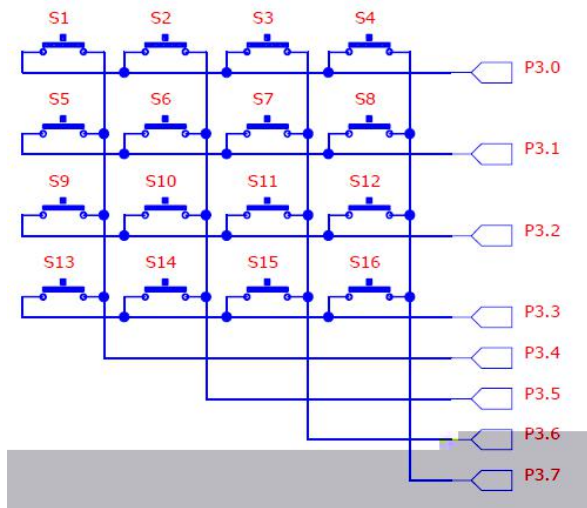 S1 S2 S3 S4
P3.0
S5 S6 S7 S8
P3.1
S9 S10 S11 S12
P3.2
S13 S14 S15 S16
P3.3
P3.4
P3.5
P3.6
P3.7